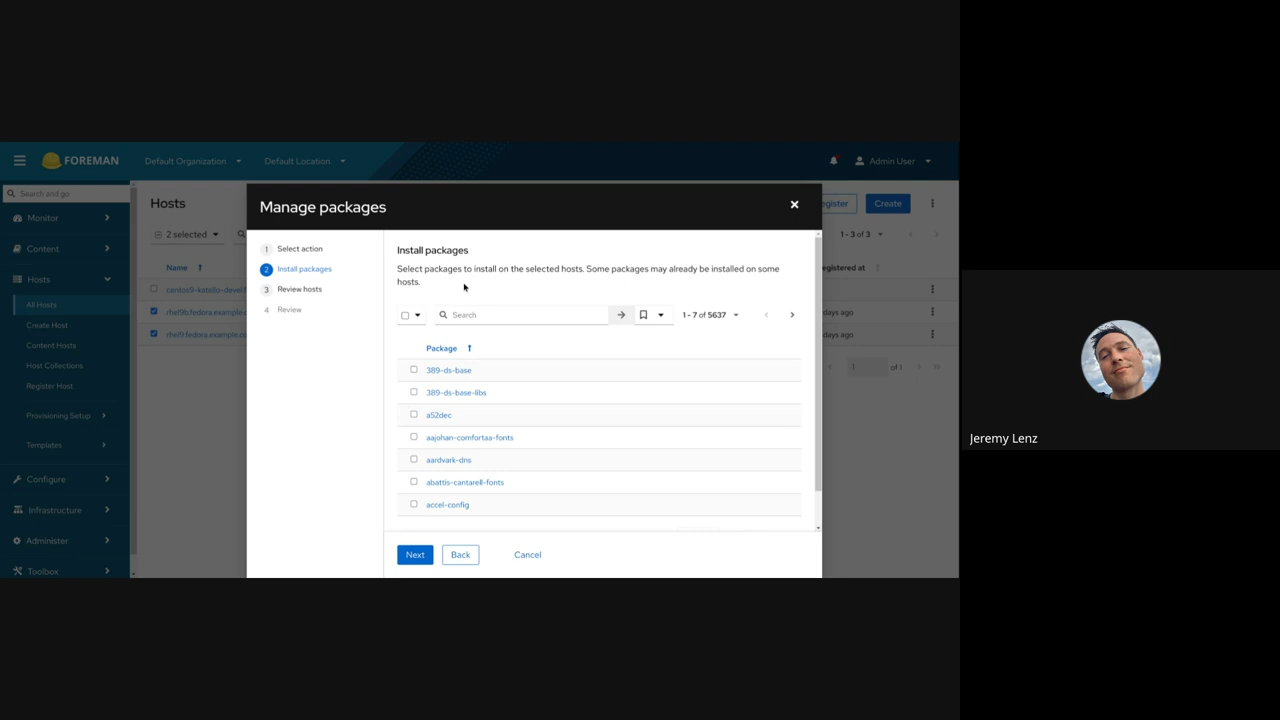 FOREMAN
Default Organization
Default Location
Admin User
Search and go
Monitor
Content
Hosts
All Hosts
Create Host
Content Hosts
Host Collections
Register Host
Provisioning Setup
Templates
Configure
Infrastructure
Administer
Toolbox
Hosts
2 selected
Name
centos9-katello-devel.f
rhel9b.fedora.example.c
rhel9.fedora.example.co
egister
Create
1 - 3 of 3
egistered at
days ago
days ago
1 of 1
Manage packages
1 Select action
2 Install packages
3 Review hosts
4 Review
Install packages
Select packages to install on the selected hosts. Some packages may already be installed on some
hosts.
Search
1 - 7 of 5637
Package
389-ds-base
389-ds-base-libs
a52dec
aajohan-comfortaa-fonts
aardvark-dns
abattis-cantarell-fonts
accel-config
Next
Back
Cancel
Jeremy Lenz